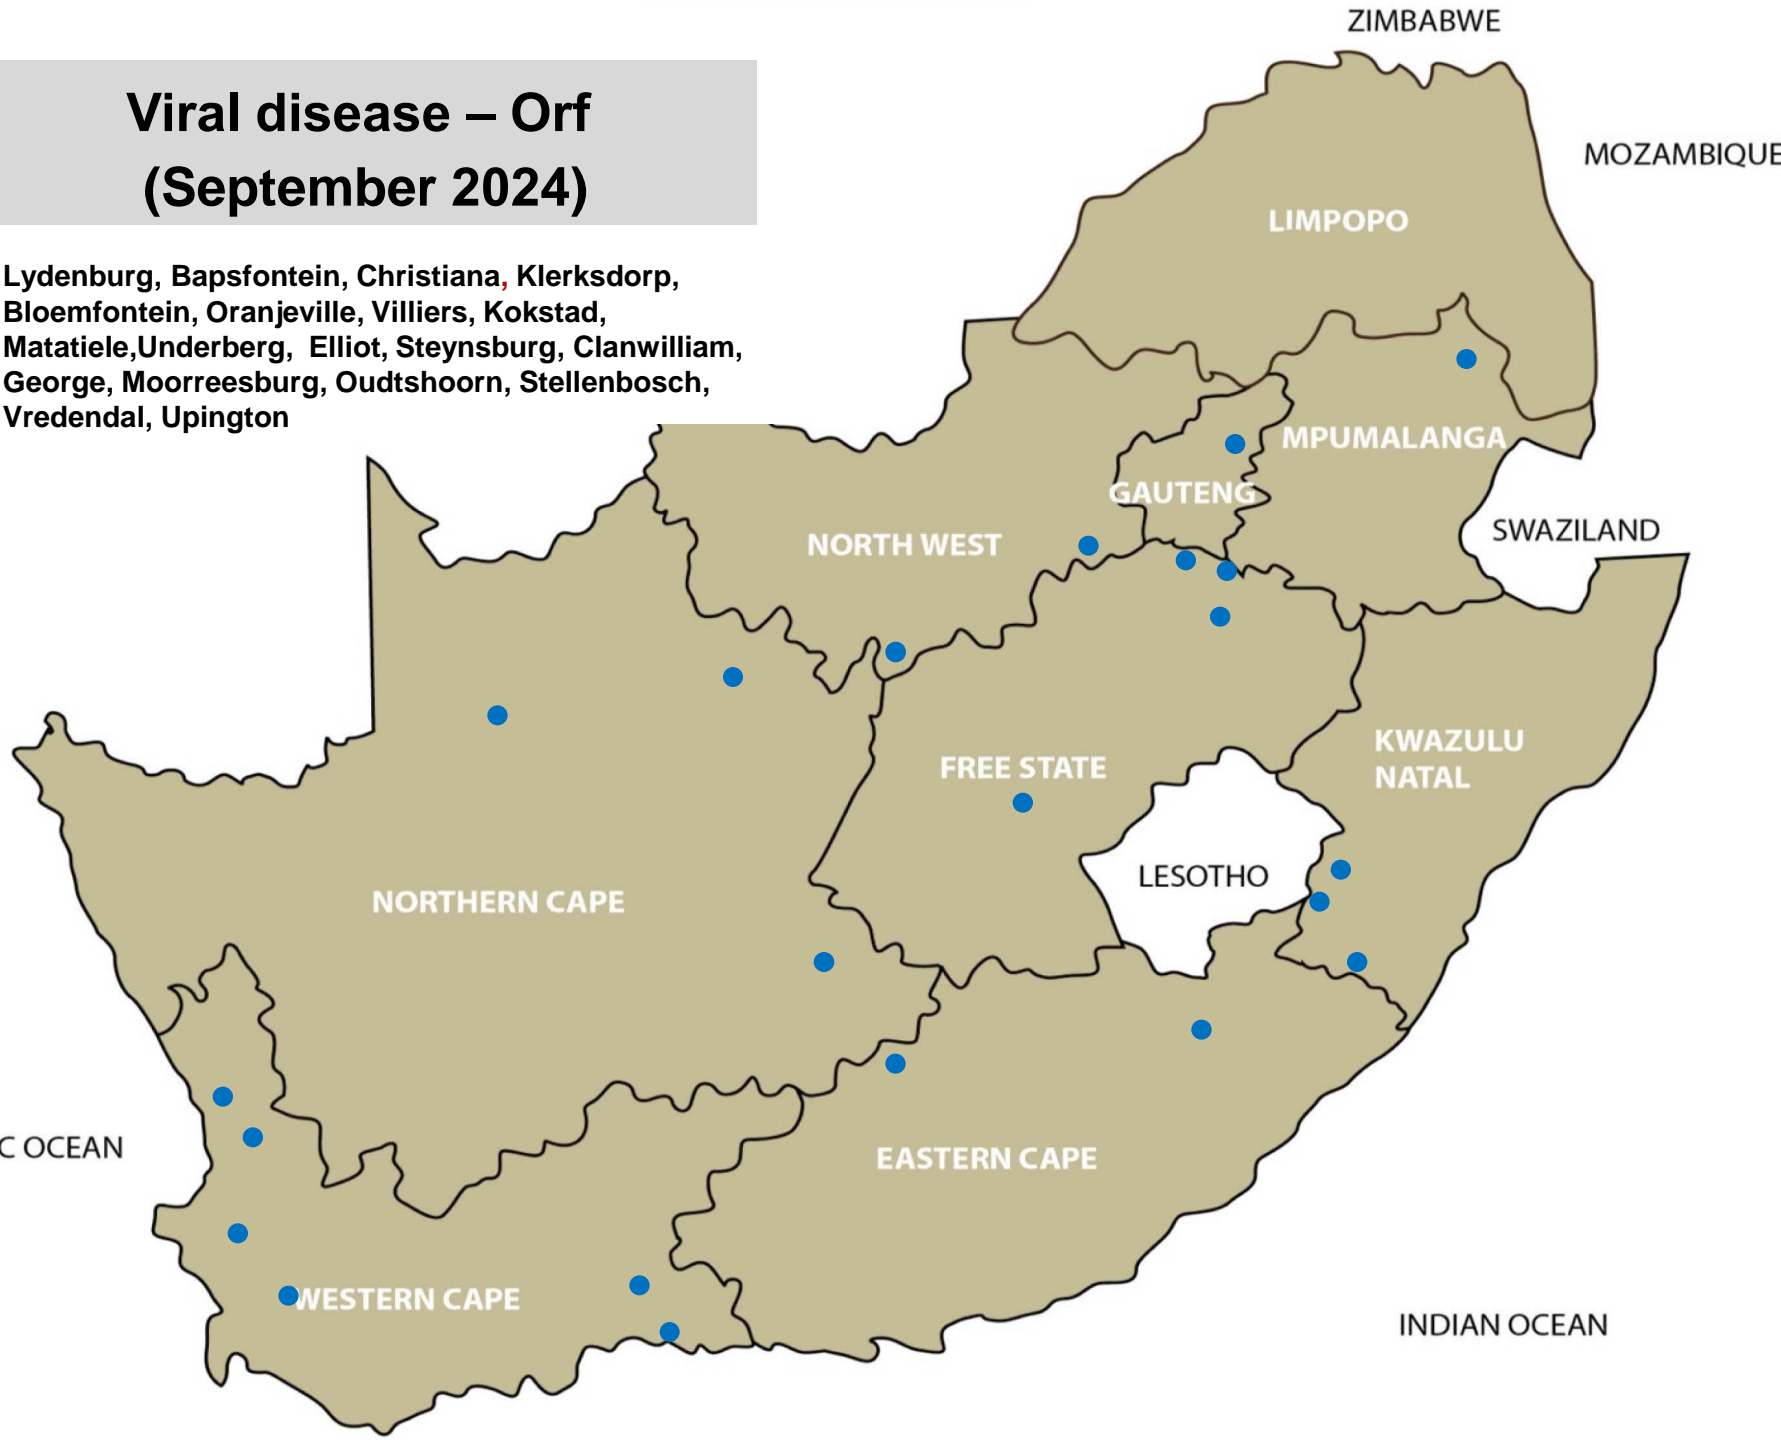 ZIMBABWE
Viral disease – Orf
(September 2024)
MOZAMBIQUE
LIMPOPO
Lydenburg, Bapsfontein, Christiana, Klerksdorp,
Bloemfontein, Oranjeville, Villiers, Kokstad,
Matatiele,Underberg, Elliot, Steynsburg, Clanwilliam,
George, Moorreesburg, Oudtshoorn, Stellenbosch,
Vredendal, Upington
MPUMALANGA
GAUTENG
SWAZILAND
NORTH WEST
KWAZULU
NATAL
FREE STATE
LESOTHO
NORTHERN CAPE
C OCEAN
EASTERN CAPE
WESTERN CAPE
INDIAN OCEAN